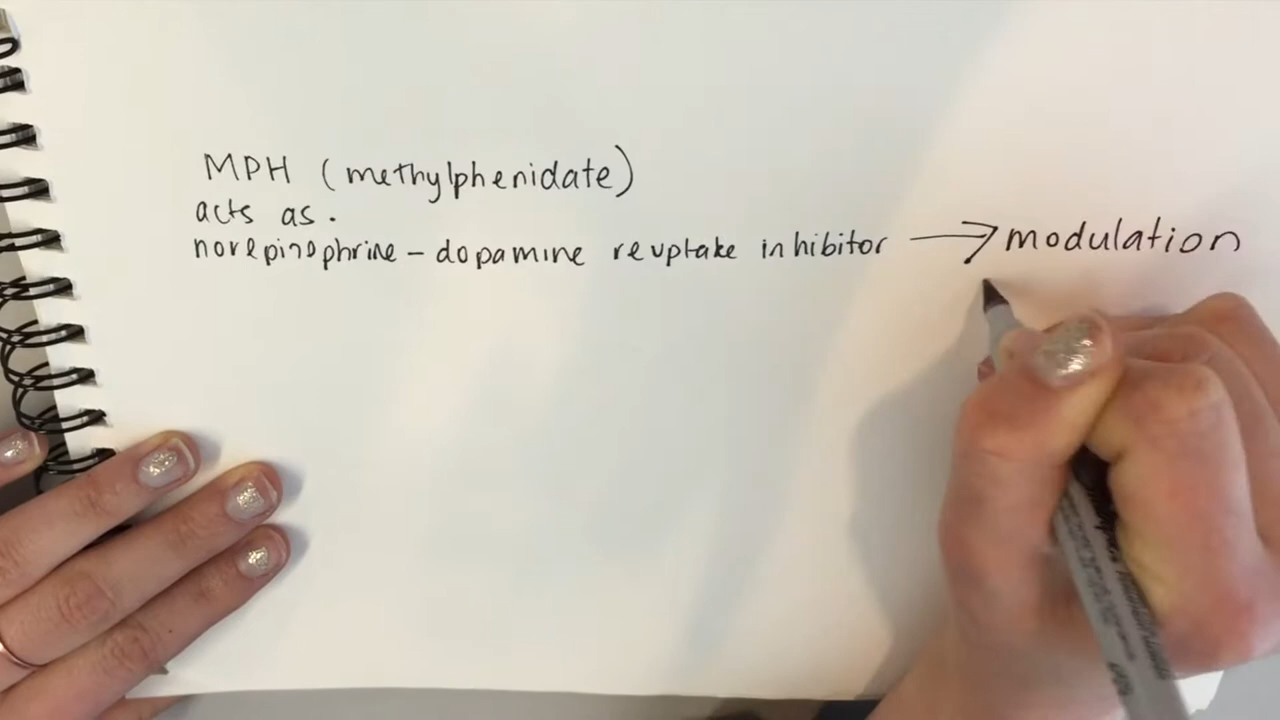 MPH (methylphenidate)
acts as.
norepinophrine - dopamine reuptake inhibitor → modulation